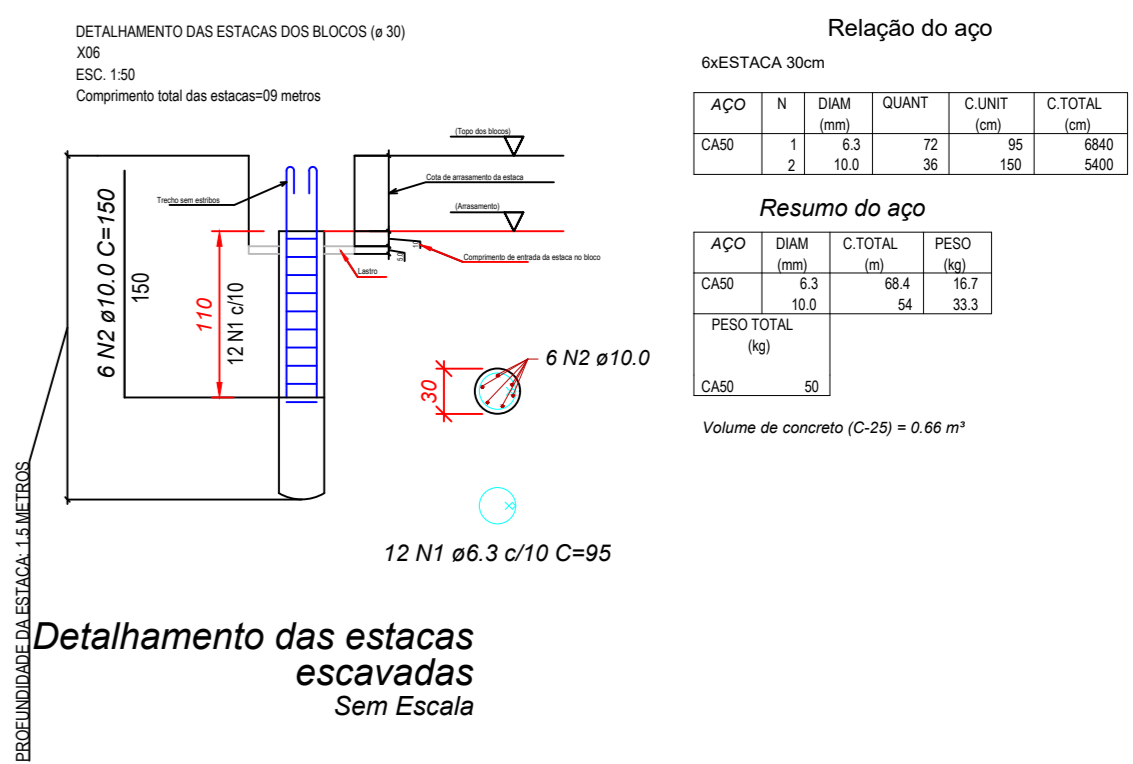 DETALHAMENTO DAS ESTACAS DOS BLOCOS (ø 30)
X06
ESC. 1:50
Comprimento total das estacas=09 metros
(Topo dos blocos)
Cota de arrasamento da estaca
Trecho sem estribos
(Arrasamento)
Comprimento de entrada da estaca no bloco
Lastro
10
5.0
6 N2 ø10.0 C=150
150
110
12 N1 c/10
6 N2 ø10.0
30
12 N1 ø6.3 c/10 C=95
PROFUNDIDADE DA ESTACA: 1.5 METROS
Detalhamento das estacas
escavadas
Sem Escala
Relação do aço
6xESTACA 30cm
AÇO N DIAM QUANT C.UNIT C.TOTAL
(mm) (cm) (cm)
CA50 1 6.3 72 95 6840
2 10.0 36 150 5400
Resumo do aço
AÇO DIAM C.TOTAL PESO
(mm) (m) (kg)
CA50 6.3 68.4 16.7
10.0 54 33.3
PESO TOTAL
(kg)
CA50 50
Volume de concreto (C-25) = 0.66 m³